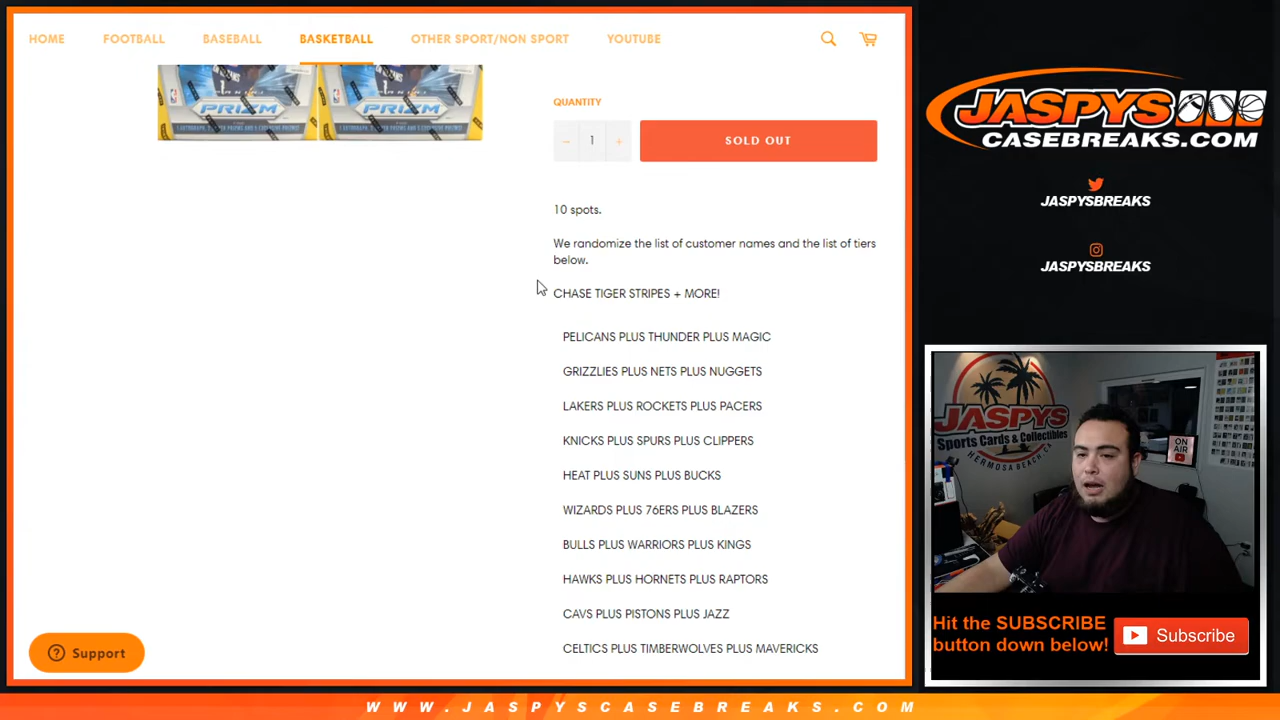 HOME FOOTBALL BASEBALL BASKETBALL OTHER SPORT/NON SPORT YOUTUBE
PRIZM PRIZM
QUANTITY
− 1 + SOLD OUT
10 spots.
We randomize the list of customer names and the list of tiers
below.
CHASE TIGER STRIPES + MORE!
PELICANS PLUS THUNDER PLUS MAGIC
GRIZZLIES PLUS NETS PLUS NUGGETS
LAKERS PLUS ROCKETS PLUS PACERS
KNICKS PLUS SPURS PLUS CLIPPERS
HEAT PLUS SUNS PLUS BUCKS
WIZARDS PLUS 76ERS PLUS BLAZERS
BULLS PLUS WARRIORS PLUS KINGS
HAWKS PLUS HORNETS PLUS RAPTORS
CAVS PLUS PISTONS PLUS JAZZ
CELTICS PLUS TIMBERWOLVES PLUS MAVERICKS
Support
JASPYS
CASEBREAKS.COM
JASPYSBREAKS
JASPYSBREAKS
JASPYS
Sports Cards & Collectibles
HERMOSA BEACH, CA
ON
AIR
Hit the SUBSCRIBE
button down below!
Subscribe
WWW.JASPYSCASEBREAKS.COM